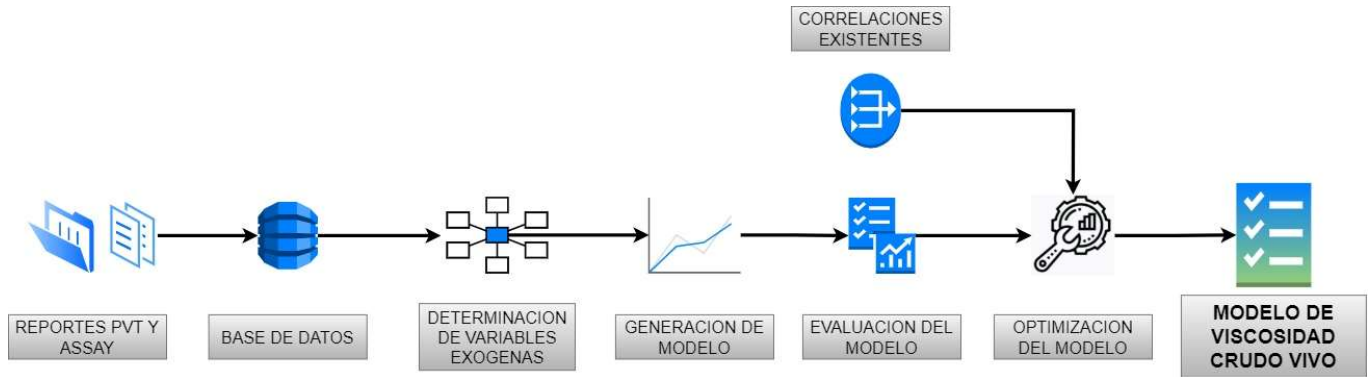 CORRELACIONES
EXISTENTES
REPORTES PVT Y
ASSAY
BASE DE DATOS
DETERMINACION
DE VARIABLES
EXOGENAS
GENERACION DE
MODELO
EVALUACION DEL
MODELO
OPTIMIZACION
DEL MODELO
MODELO DE
VISCOSIDAD
CRUDO VIVO